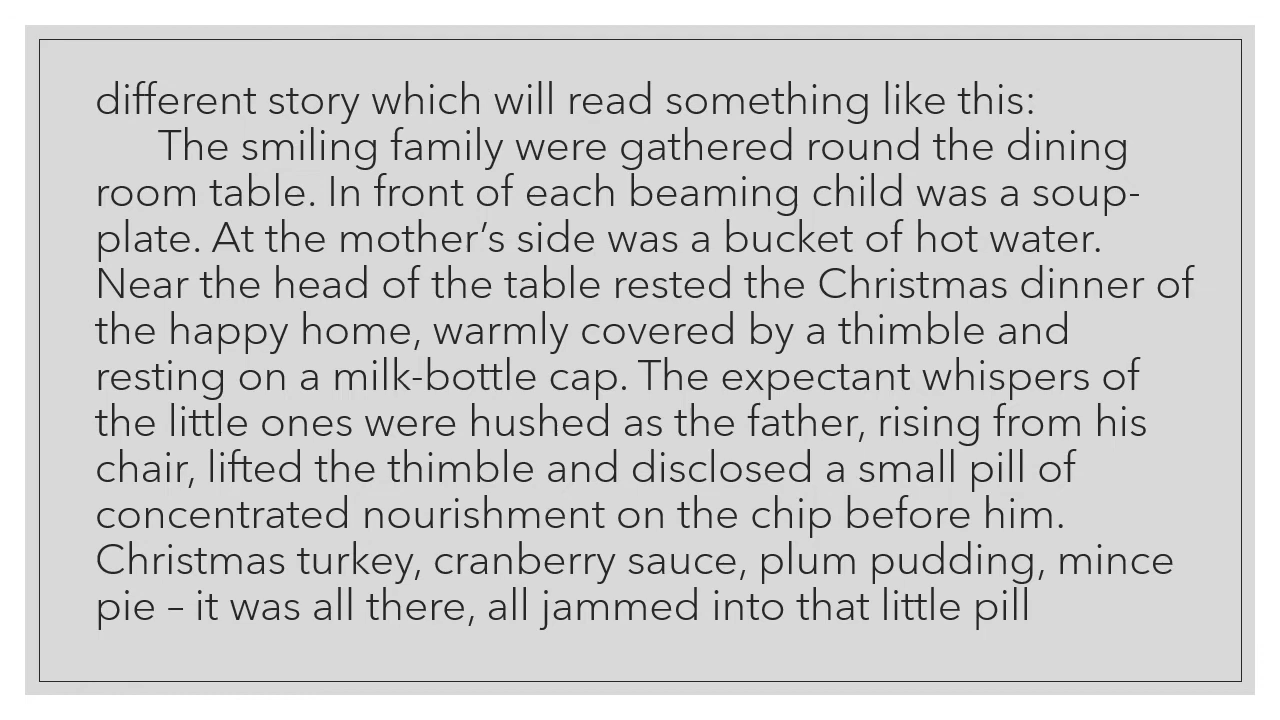 different story which will read something like this:
The smiling family were gathered round the dining
room table. In front of each beaming child was a soup-
plate. At the mother’s side was a bucket of hot water.
Near the head of the table rested the Christmas dinner of
the happy home, warmly covered by a thimble and
resting on a milk-bottle cap. The expectant whispers of
the little ones were hushed as the father, rising from his
chair, lifted the thimble and disclosed a small pill of
concentrated nourishment on the chip before him.
Christmas turkey, cranberry sauce, plum pudding, mince
pie – it was all there, all jammed into that little pill